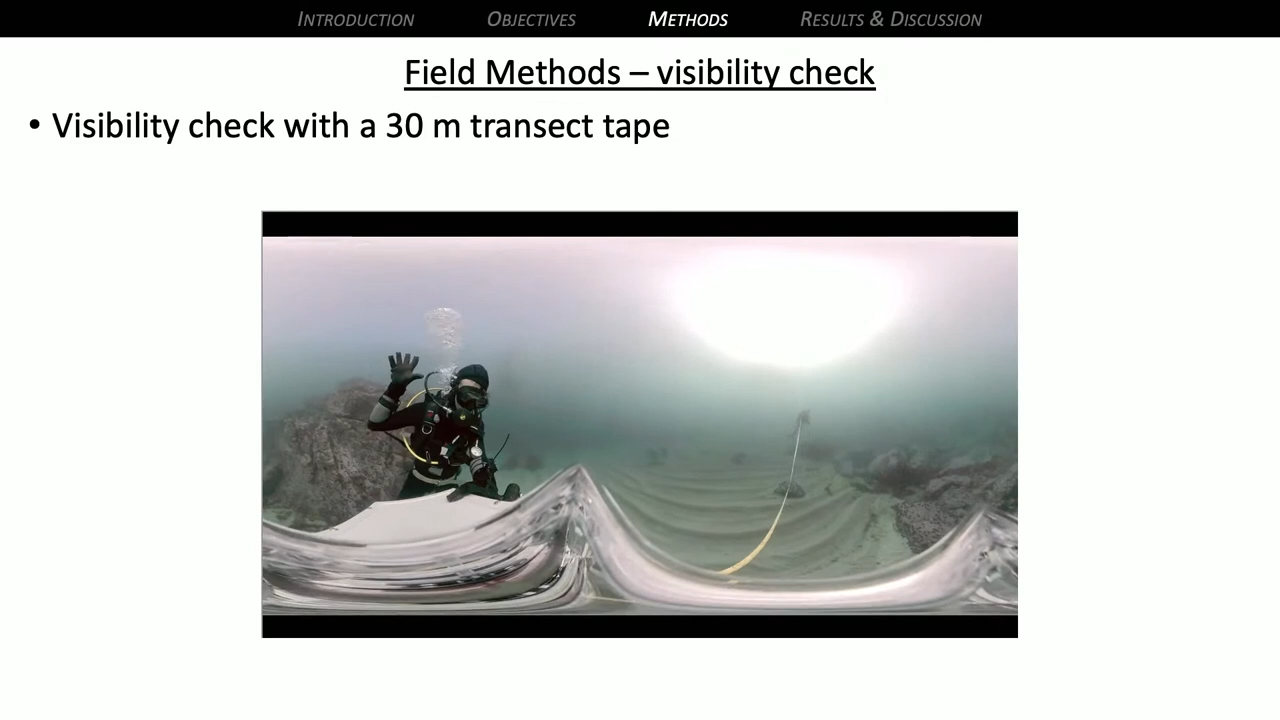 INTRODUCTION OBJECTIVES METHODS RESULTS & DISCUSSION
Field Methods – visibility check
• Visibility check with a 30 m transect tape